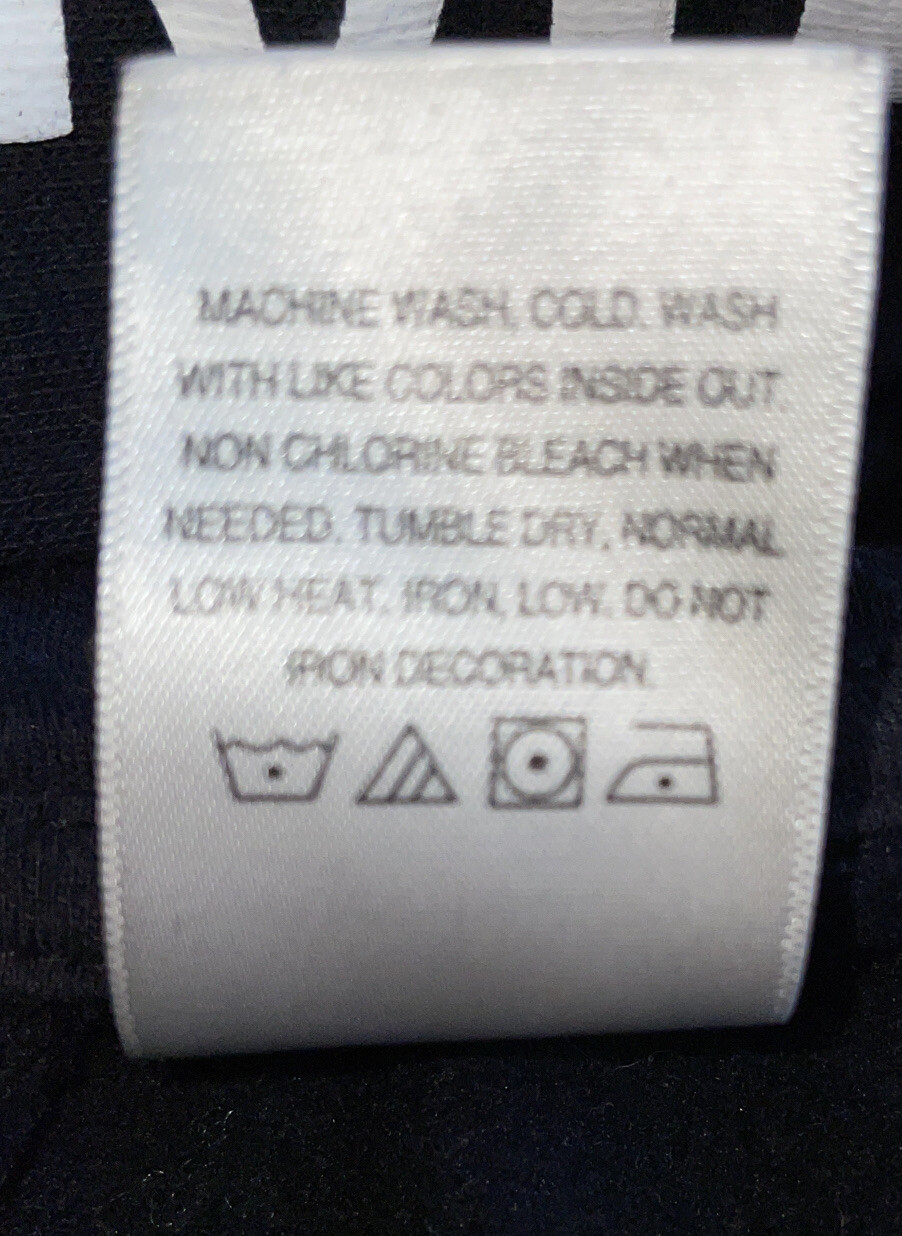 MACHINE WASH, COLD. WASH
WITH LIKE COLORS INSIDE OUT.
NON CHLORINE BLEACH WHEN
NEEDED. TUMBLE DRY, NORMAL
LOW HEAT. IRON, LOW. DO NOT
IRON DECORATION.